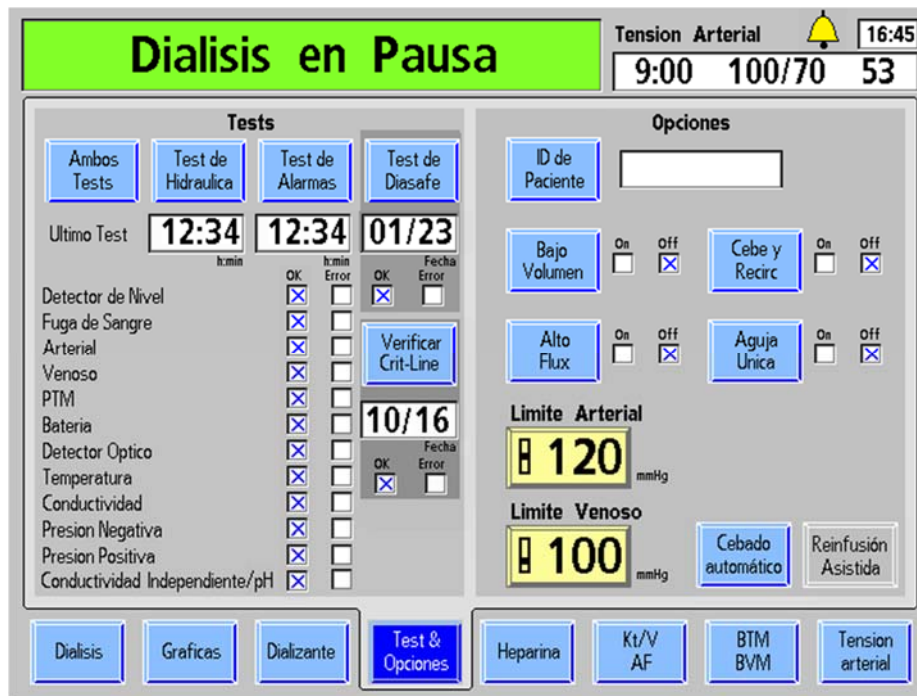 Dialisis en Pausa
Tension Arterial
16:45
9:00 100/70 53
Tests
Ambos
Tests
Test de
Hidraulica
Test de
Alarmas
Test de
Diasafe
Ultimo Test
12:34
12:34
01/23
h:min
h:min
Fecha
OK Error
OK Error
Detector de Nivel
Fuga de Sangre
Arterial
Venoso
PTM
Bateria
Detector Optico
Temperatura
Conductividad
Presion Negativa
Presion Positiva
Conductividad Independiente/pH
Verificar
Crit-Line
10/16
Fecha
OK Error
Opciones
ID de
Paciente
Bajo
Volumen
On Off
Cebe y
Recirc
On Off
Alto
Flux
On Off
Aguja
Unica
On Off
Limite Arterial
120
mmHg
Limite Venoso
100
mmHg
Cebado
automático
Reinfusión
Asistida
Dialisis
Graficas
Dializante
Test &
Opciones
Heparina
Kt/V
AF
BTM
BVM
Tension
arterial